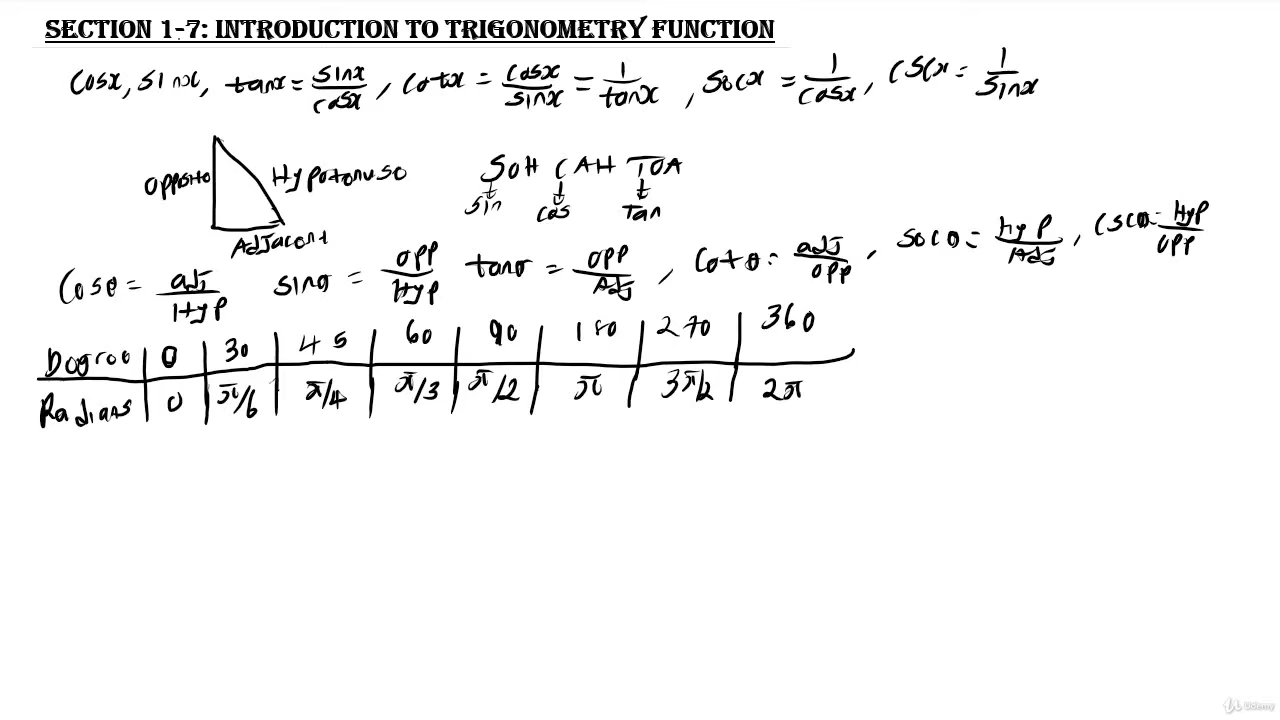 SECTION 1-7: INTRODUCTION TO TRIGONOMETRY FUNCTION
Cosx, Sinx, tanx = sinx/cosx, Cotx = cosx/sinx = 1/tanx, Secx = 1/cosx, CSCx = 1/Sinx
Opposite
Hypotenuse
Adjacent
SOH CAH TOA
Sin Cos Tan
Cosθ = adj/Hyp Sinθ = OPP/Hyp tanθ = OPP/Adj, Cotθ = adj/OPP, Secθ = Hyp/Adj, CSCθ = HyP/OPP
Degree 0 30 45 60 90 180 270 360
Radians 0 π/6 π/4 π/3 π/2 π 3π/2 2π
Udemy